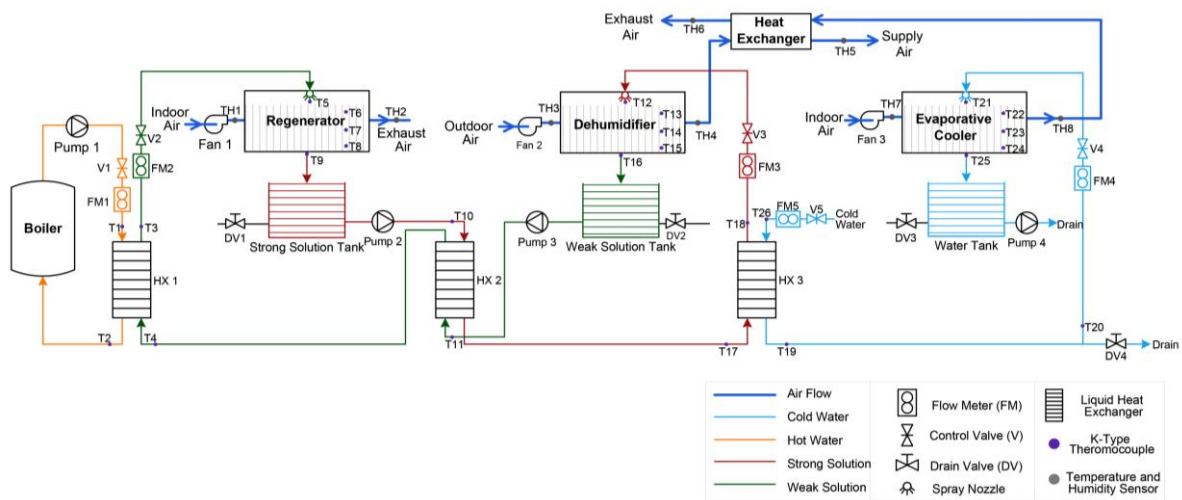 Exhaust
Air
TH6
Heat
Exchanger
TH5
Supply
Air
T5
T12
T21
V2
Indoor
Air
TH1
Fan 1
Regenerator
T6
T7
T8
TH2
Exhaust
Air
Outdoor
Air
TH3
Fan 2
Dehumidifier
T13
T14
T15
TH4
V3
Indoor
Air
TH7
Fan 3
Evaporative
Cooler
T22
T23
T24
TH8
V4
Pump 1
V1
FM2
T9
T16
FM3
T25
FM4
FM1
Boiler
T1
T3
DV1
Strong Solution Tank
Pump 2
T10
Pump 3
Weak Solution Tank
DV2
T18
T26
FM5
V5
Cold
Water
DV3
Water Tank
Pump 4
Drain
HX 1
HX 2
HX 3
T2
T4
T11
T17
T19
T20
DV4
Drain
Air Flow
Cold Water
Hot Water
Strong Solution
Weak Solution
Flow Meter (FM)
Control Valve (V)
Drain Valve (DV)
Spray Nozzle
Liquid Heat
Exchanger
K-Type
Theromocouple
Temperature and
Humidity Sensor